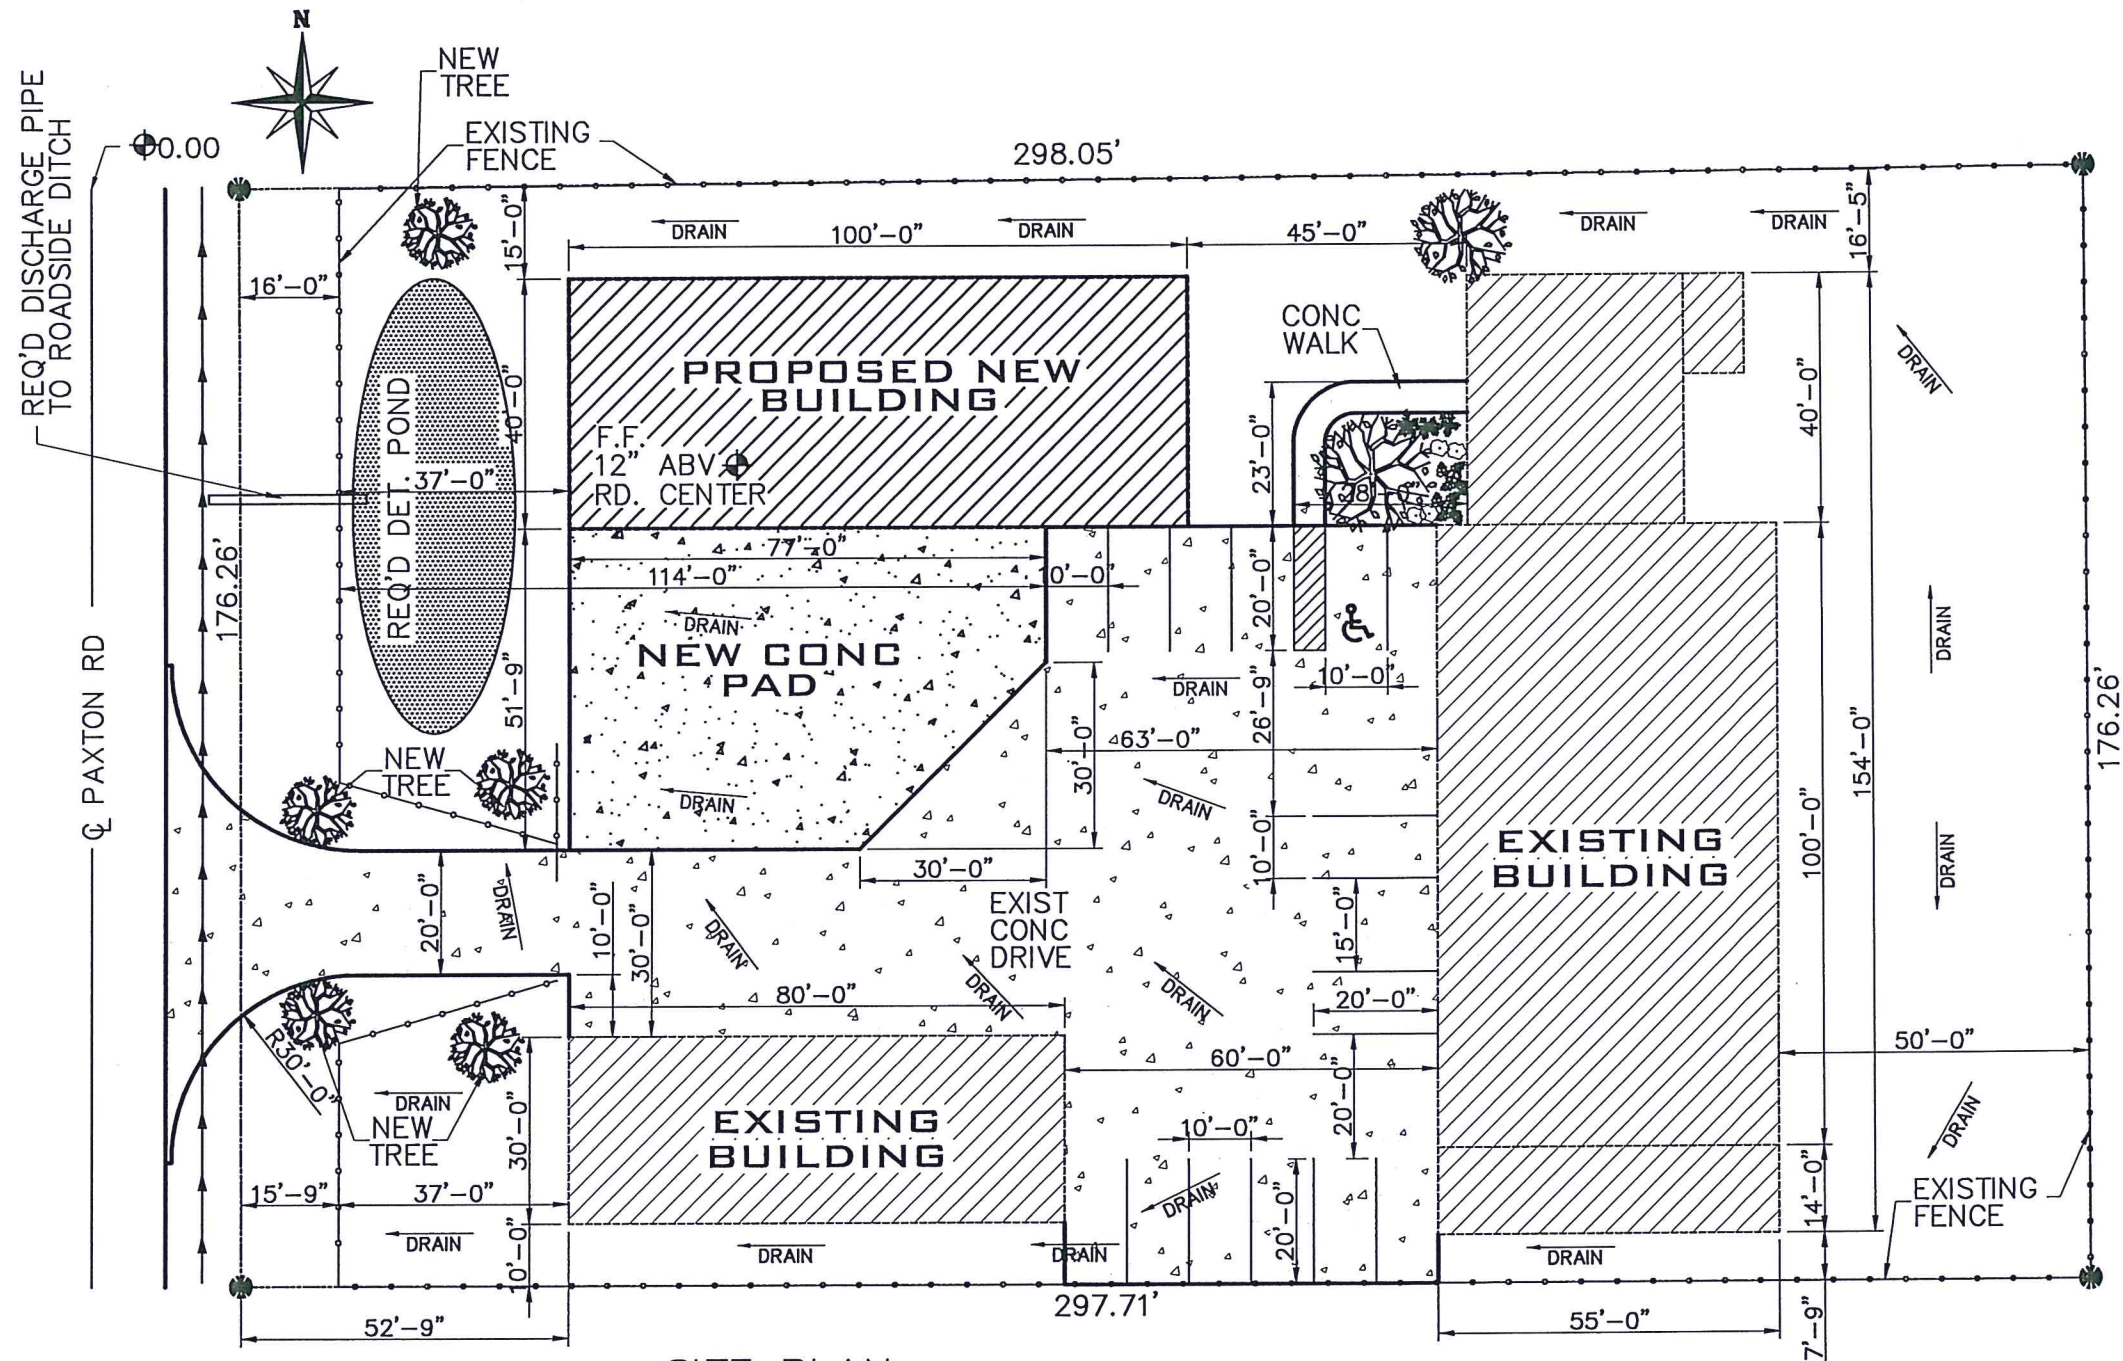 N
NEW
TREE
REQ'D DISCHARGE PIPE
TO ROADSIDE DITCH
0.00
EXISTING
FENCE
298.05'
15'-0"
DRAIN
DRAIN
DRAIN
DRAIN
100'-0"
45'-0"
16'-5"
16'-0"
CONC
WALK
DRAIN
PROPOSED NEW
BUILDING
40'-0"
40'-0"
REQ'D DET. POND
F.F.
12" ABV
RD. CENTER
37'-0"
23'-0"
176.26'
77'-0"
114'-0"
10'-0"
20'-0"
DRAIN
DRAIN
NEW CONC
PAD
51'-9"
DRAIN
10'-0"
26'-9"
176.26'
℄ PAXTON RD
30'-0"
63'-0"
154'-0"
100'-0"
NEW
TREE
DRAIN
DRAIN
10'-0"
EXISTING
BUILDING
DRAIN
30'-0"
20'-0"
DRAIN
10'-0"
30'-0"
DRAIN
EXIST
CONC
DRIVE
15'-0"
DRAIN
DRAIN
80'-0"
20'-0"
R30'-0"
60'-0"
50'-0"
DRAIN
NEW
TREE
30'-0"
EXISTING
BUILDING
10'-0"
20'-0"
DRAIN
15'-9"
37'-0"
DRAIN
20'-0"
14'-0"
EXISTING
FENCE
10'-0"
DRAIN
DRAIN
DRAIN
DRAIN
297.71'
52'-9"
55'-0"
7'-9"